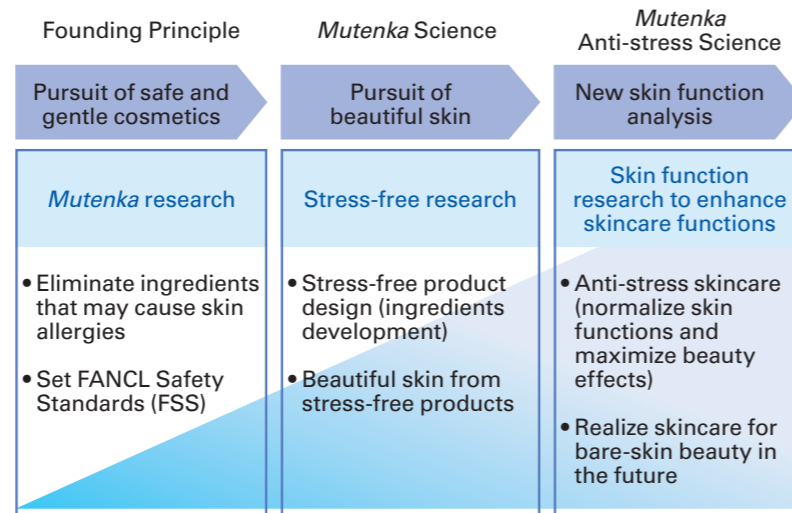 Founding Principle
Pursuit of safe and
gentle cosmetics
Mutenka research
• Eliminate ingredients
that may cause skin
allergies
• Set FANCL Safety
Standards (FSS)
Mutenka Science
Pursuit of
beautiful skin
Stress-free research
• Stress-free product
design (ingredients
development)
• Beautiful skin from
stress-free products
Mutenka
Anti-stress Science
New skin function
analysis
Skin function
research to enhance
skincare functions
• Anti-stress skincare
(normalize skin
functions and
maximize beauty
effects)
• Realize skincare for
bare-skin beauty in
the future